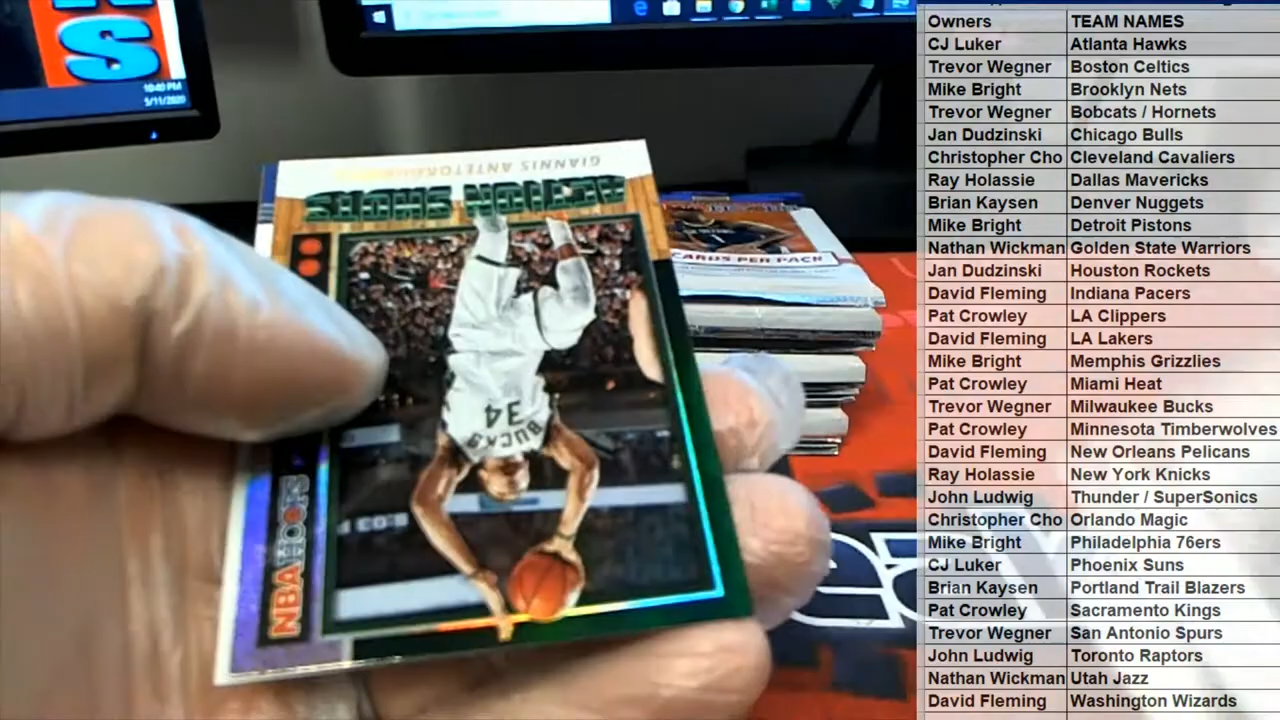 S
10:40 PM
5/11/2020
GIANNIS
ACTION SHOTS
34
BUCKS
NBA HOOPS
CARDS PER PACK
Owners TEAM NAMES
CJ Luker Atlanta Hawks
Trevor Wegner Boston Celtics
Mike Bright Brooklyn Nets
Trevor Wegner Bobcats / Hornets
Jan Dudzinski Chicago Bulls
Christopher Cho Cleveland Cavaliers
Ray Holassie Dallas Mavericks
Brian Kaysen Denver Nuggets
Mike Bright Detroit Pistons
Nathan Wickman Golden State Warriors
Jan Dudzinski Houston Rockets
David Fleming Indiana Pacers
Pat Crowley LA Clippers
David Fleming LA Lakers
Mike Bright Memphis Grizzlies
Pat Crowley Miami Heat
Trevor Wegner Milwaukee Bucks
Pat Crowley Minnesota Timberwolves
David Fleming New Orleans Pelicans
Ray Holassie New York Knicks
John Ludwig Thunder / SuperSonics
Christopher Cho Orlando Magic
Mike Bright Philadelphia 76ers
CJ Luker Phoenix Suns
Brian Kaysen Portland Trail Blazers
Pat Crowley Sacramento Kings
Trevor Wegner San Antonio Spurs
John Ludwig Toronto Raptors
Nathan Wickman Utah Jazz
David Fleming Washington Wizards